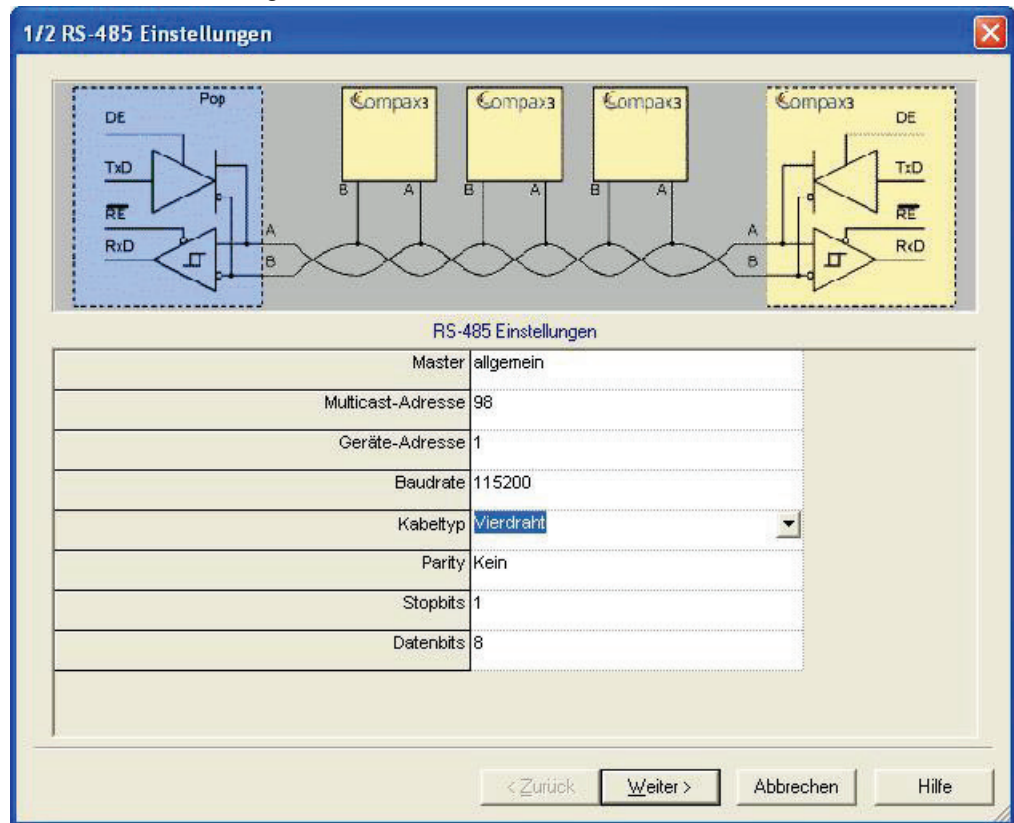 1/2 RS-485 Einstellungen
Pop
DE
TxD
RE
RxD
A
B
Compax3
B A
Compax3
B A
Compax3
B A
Compax3
DE
TxD
RE
RxD
A
B
RS-485 Einstellungen
Master allgemein
Multicast-Adresse 98
Geräte-Adresse 1
Baudrate 115200
Kabeltyp Vierdraht
Parity Kein
Stopbits 1
Datenbits 8
< Zurück Weiter > Abbrechen Hilfe